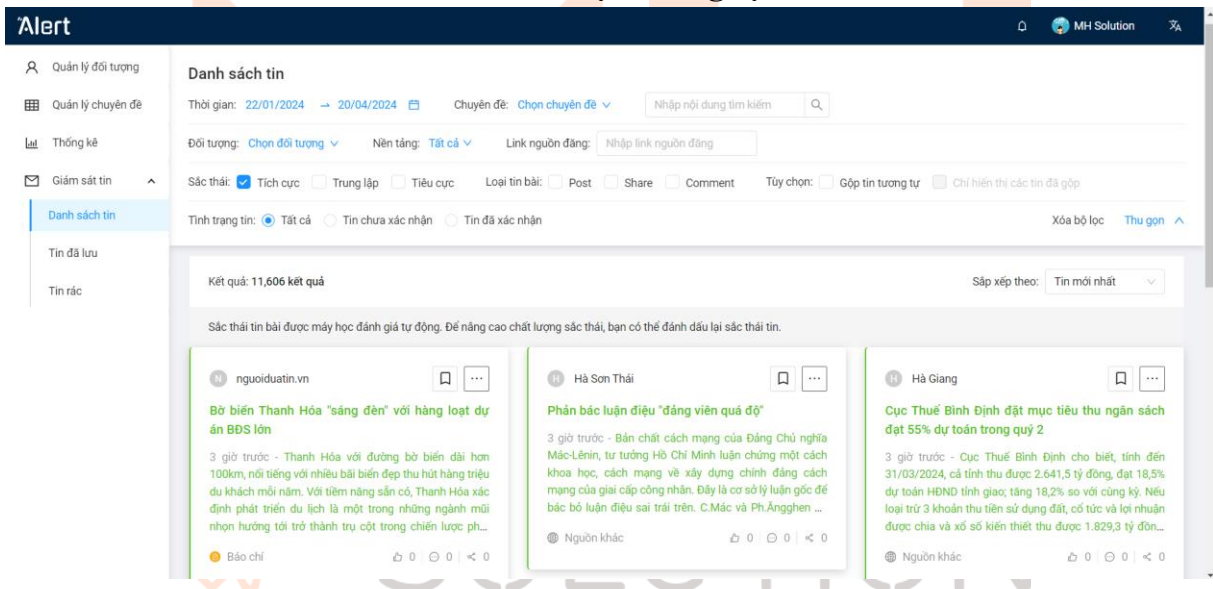 Alert
MH Solution
Quản lý đối tượng
Quản lý chuyên đề
Thống kê
Giám sát tin
Danh sách tin
Tin đã lưu
Tin rác
Danh sách tin
Thời gian: 22/01/2024 → 20/04/2024 Chuyên đề: Chọn chuyên đề Nhập nội dung tìm kiếm
Đối tượng: Chọn đối tượng Nền tảng: Tất cả Link nguồn đăng: Nhập link nguồn đăng
Sắc thái: Tích cực Trung lập Tiêu cực Loại tin bài: Post Share Comment Tùy chọn: Gộp tin tương tự Chỉ hiển thị các tin đã gộp
Tình trạng tin: Tất cả Tin chưa xác nhận Tin đã xác nhận Xóa bộ lọc Thu gọn
Kết quả: 11,606 kết quả Sắp xếp theo: Tin mới nhất
Sắc thái tin bài được máy học đánh giá tự động. Để nâng cao chất lượng sắc thái, bạn có thể đánh dấu lại sắc thái tin.
N nguoiduatin.vn
Bờ biển Thanh Hóa "sáng đèn" với hàng loạt dự
án BĐS lớn
3 giờ trước - Thanh Hóa với đường bờ biển dài hơn
100km, nổi tiếng với nhiều bãi biển đẹp thu hút hàng triệu
du khách mỗi năm. Với tiềm năng sẵn có, Thanh Hóa xác
định phát triển du lịch là một trong những ngành mũi
nhọn hướng tới trở thành trụ cột trong chiến lược ph...
Báo chí 0 0 0
H Hà Sơn Thái
Phản bác luận điệu "đảng viên quá độ"
3 giờ trước - Bản chất cách mạng của Đảng Chủ nghĩa
Mác-Lênin, tư tưởng Hồ Chí Minh luận chứng một cách
khoa học, cách mạng về xây dựng chính đảng cách
mạng của giai cấp công nhân. Đây là cơ sở lý luận gốc để
bác bỏ luận điệu sai trái trên. C.Mác và Ph.Ăngghen ...
Nguồn khác 0 0 0
H Hà Giang
Cục Thuế Bình Định đặt mục tiêu thu ngân sách
đạt 55% dự toán trong quý 2
3 giờ trước - Cục Thuế Bình Định cho biết, tính đến
31/03/2024, cả tỉnh thu được 2.641,5 tỷ đồng, đạt 18,5%
dự toán HĐND tỉnh giao; tăng 18,2% so với cùng kỳ. Nếu
loại trừ 3 khoản thu tiền sử dụng đất, cổ tức và lợi nhuận
được chia và xổ số kiến thiết thu được 1.829,3 tỷ đồn...
Nguồn khác 0 0 0